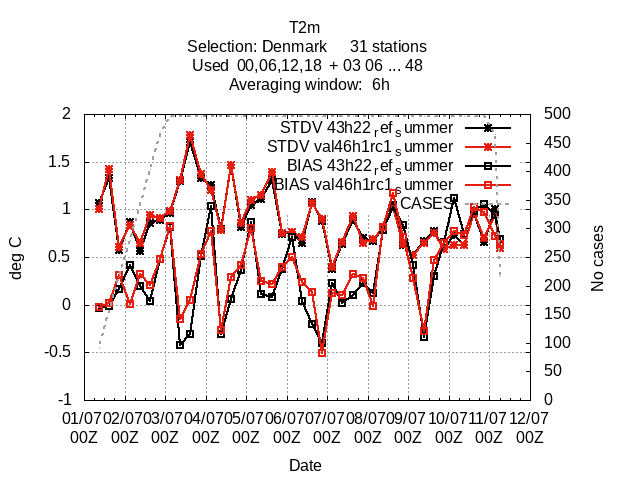 T2m
Selection: Denmark 31 stations
Used 00,06,12,18 + 03 06 ... 48
Averaging window: 6h
STDV 43h22_ref_summer
STDV val46h1rc1_summer
BIAS 43h22_ref_summer
BIAS val46h1rc1_summer
CASES
deg C
2
1.5
1
0.5
0
-0.5
-1
No cases
500
450
400
350
300
250
200
150
100
50
0
01/07 02/07 03/07 04/07 05/07 06/07 07/07 08/07 09/07 10/07 11/07 12/07
00Z 00Z 00Z 00Z 00Z 00Z 00Z 00Z 00Z 00Z 00Z 00Z
Date